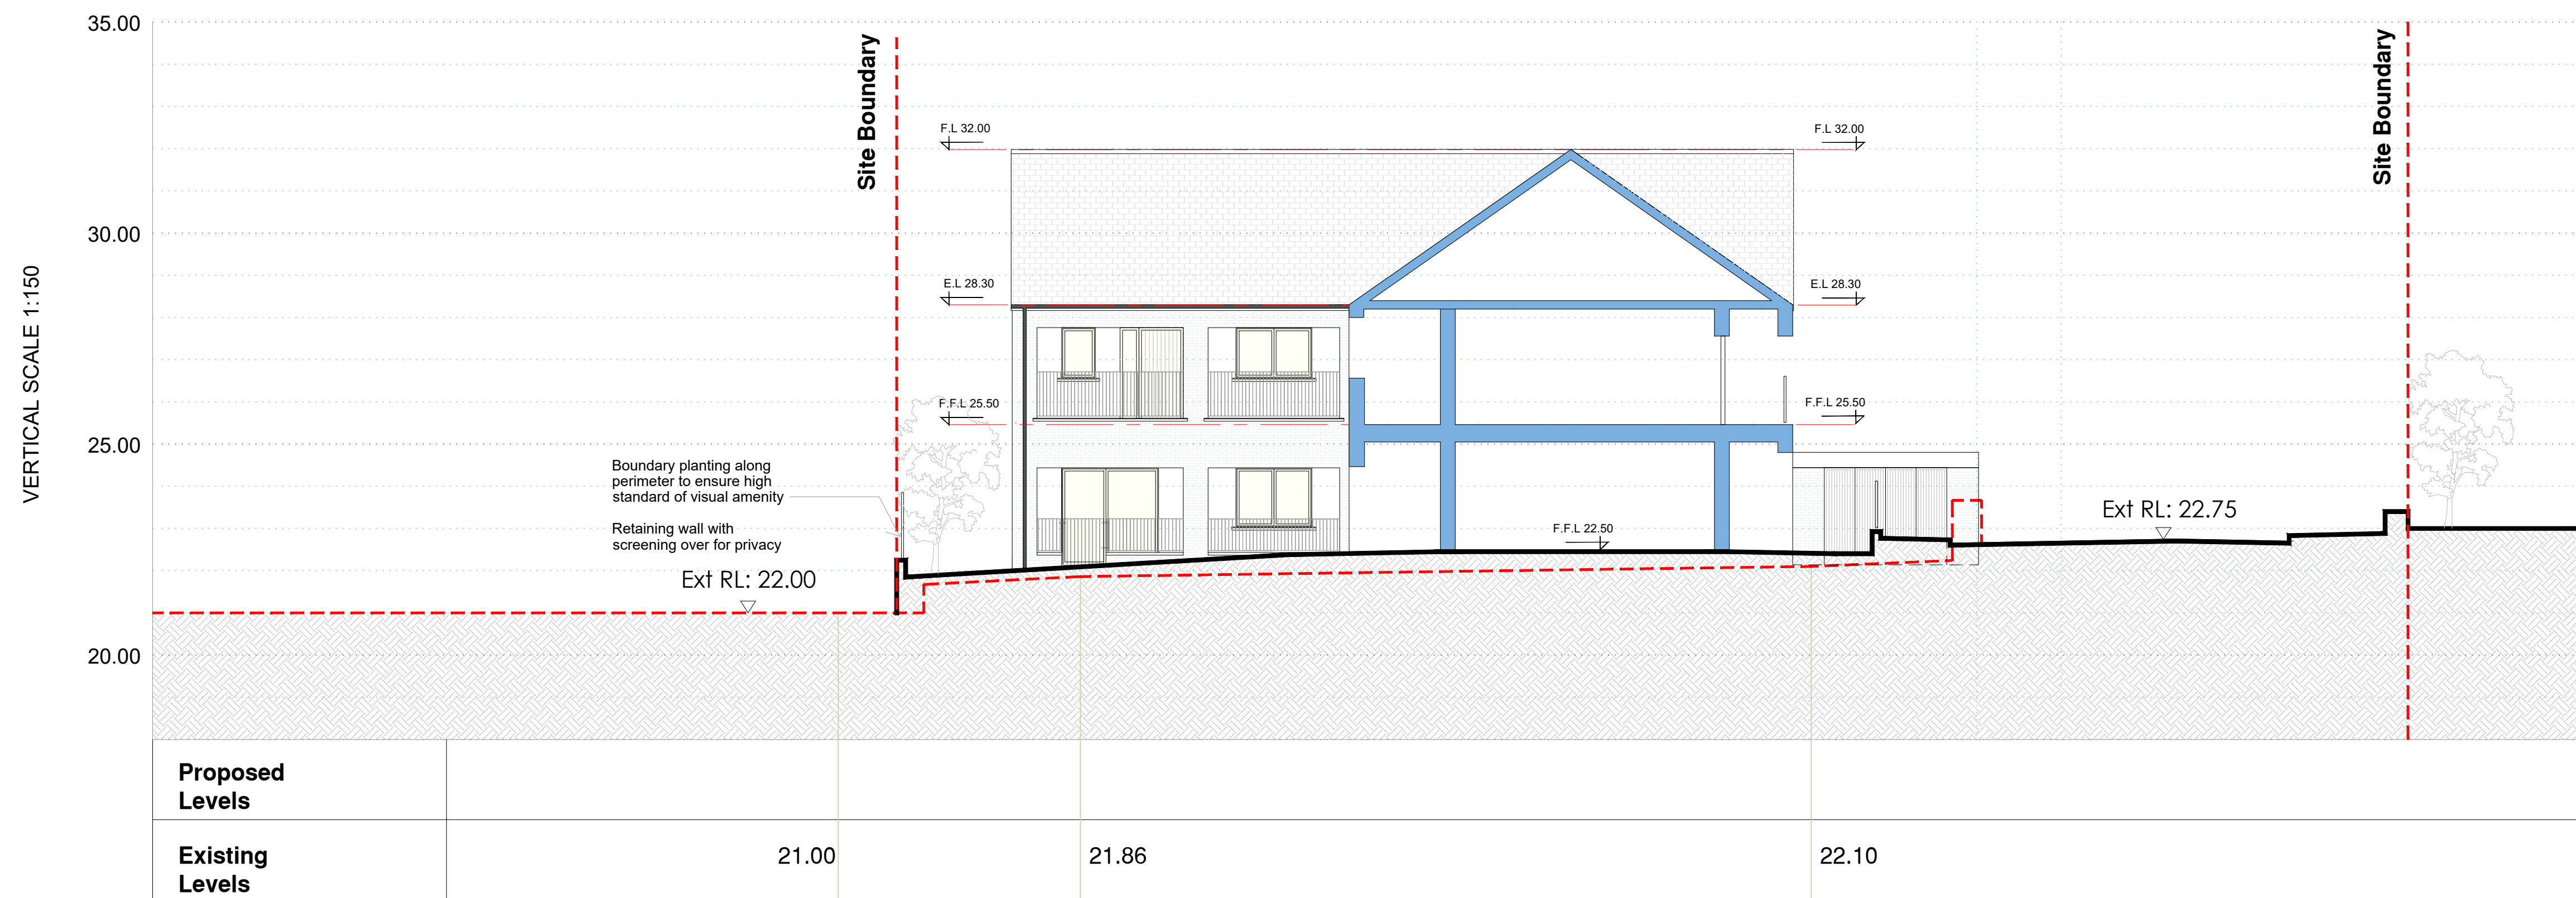 35.00
30.00
25.00
20.00
VERTICAL SCALE 1:150
Site Boundary
Site Boundary
F.L 32.00
F.L 32.00
E.L 28.30
E.L 28.30
F.F.L 25.50
F.F.L 25.50
F.F.L 22.50
Boundary planting along
perimeter to ensure high
standard of visual amenity
Retaining wall with
screening over for privacy
Ext RL: 22.00
Ext RL: 22.75
Proposed
Levels
Existing
Levels
21.00
21.86
22.10